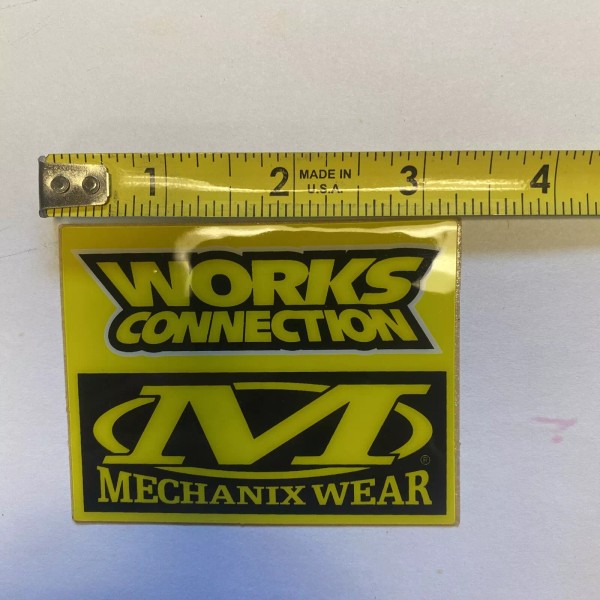 1 2 MADE IN U.S.A. 3 4
WORKS
CONNECTION
M
®
MECHANIX WEAR